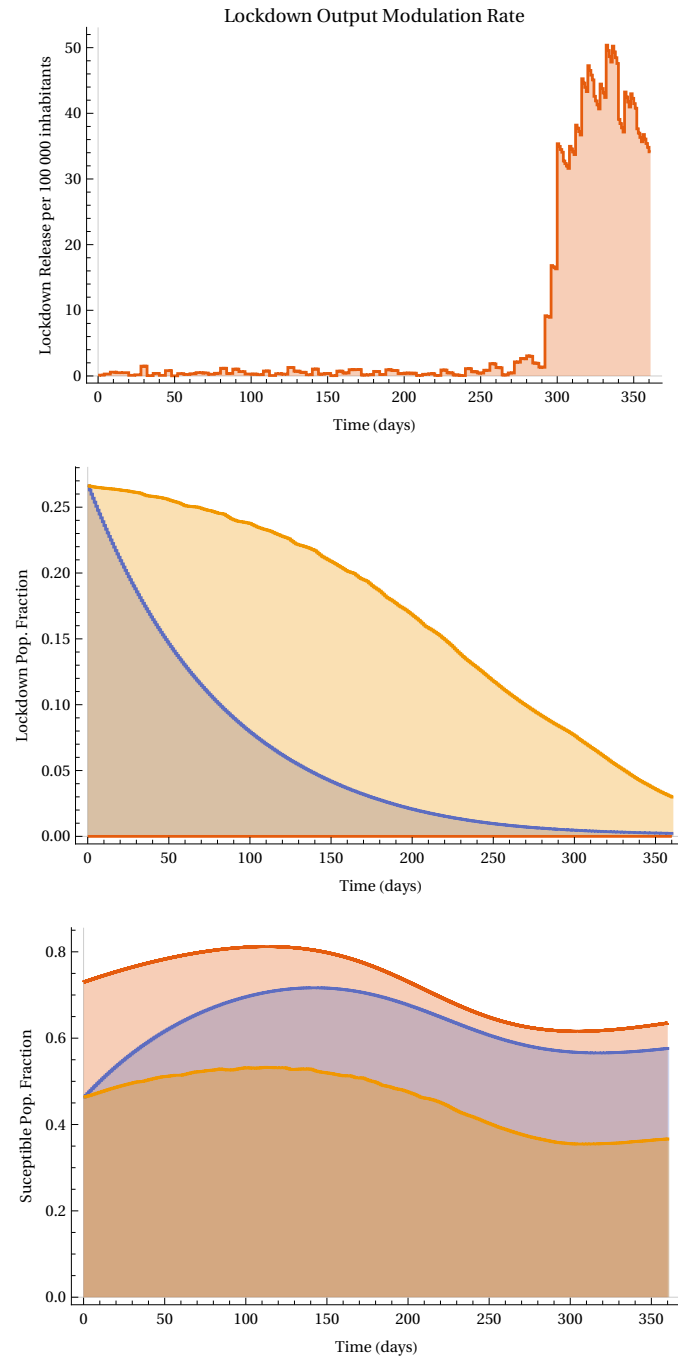 Lockdown Output Modulation Rate
Lockdown Release per 100 000 inhabitants
50
40
30
20
10
0
0 50 100 150 200 250 300 350
Time (days)
Lockdown Pop. Fraction
0.25
0.20
0.15
0.10
0.05
0.00
0 50 100 150 200 250 300 350
Time (days)
Suceptible Pop. Fraction
0.8
0.6
0.4
0.2
0.0
0 50 100 150 200 250 300 350
Time (days)